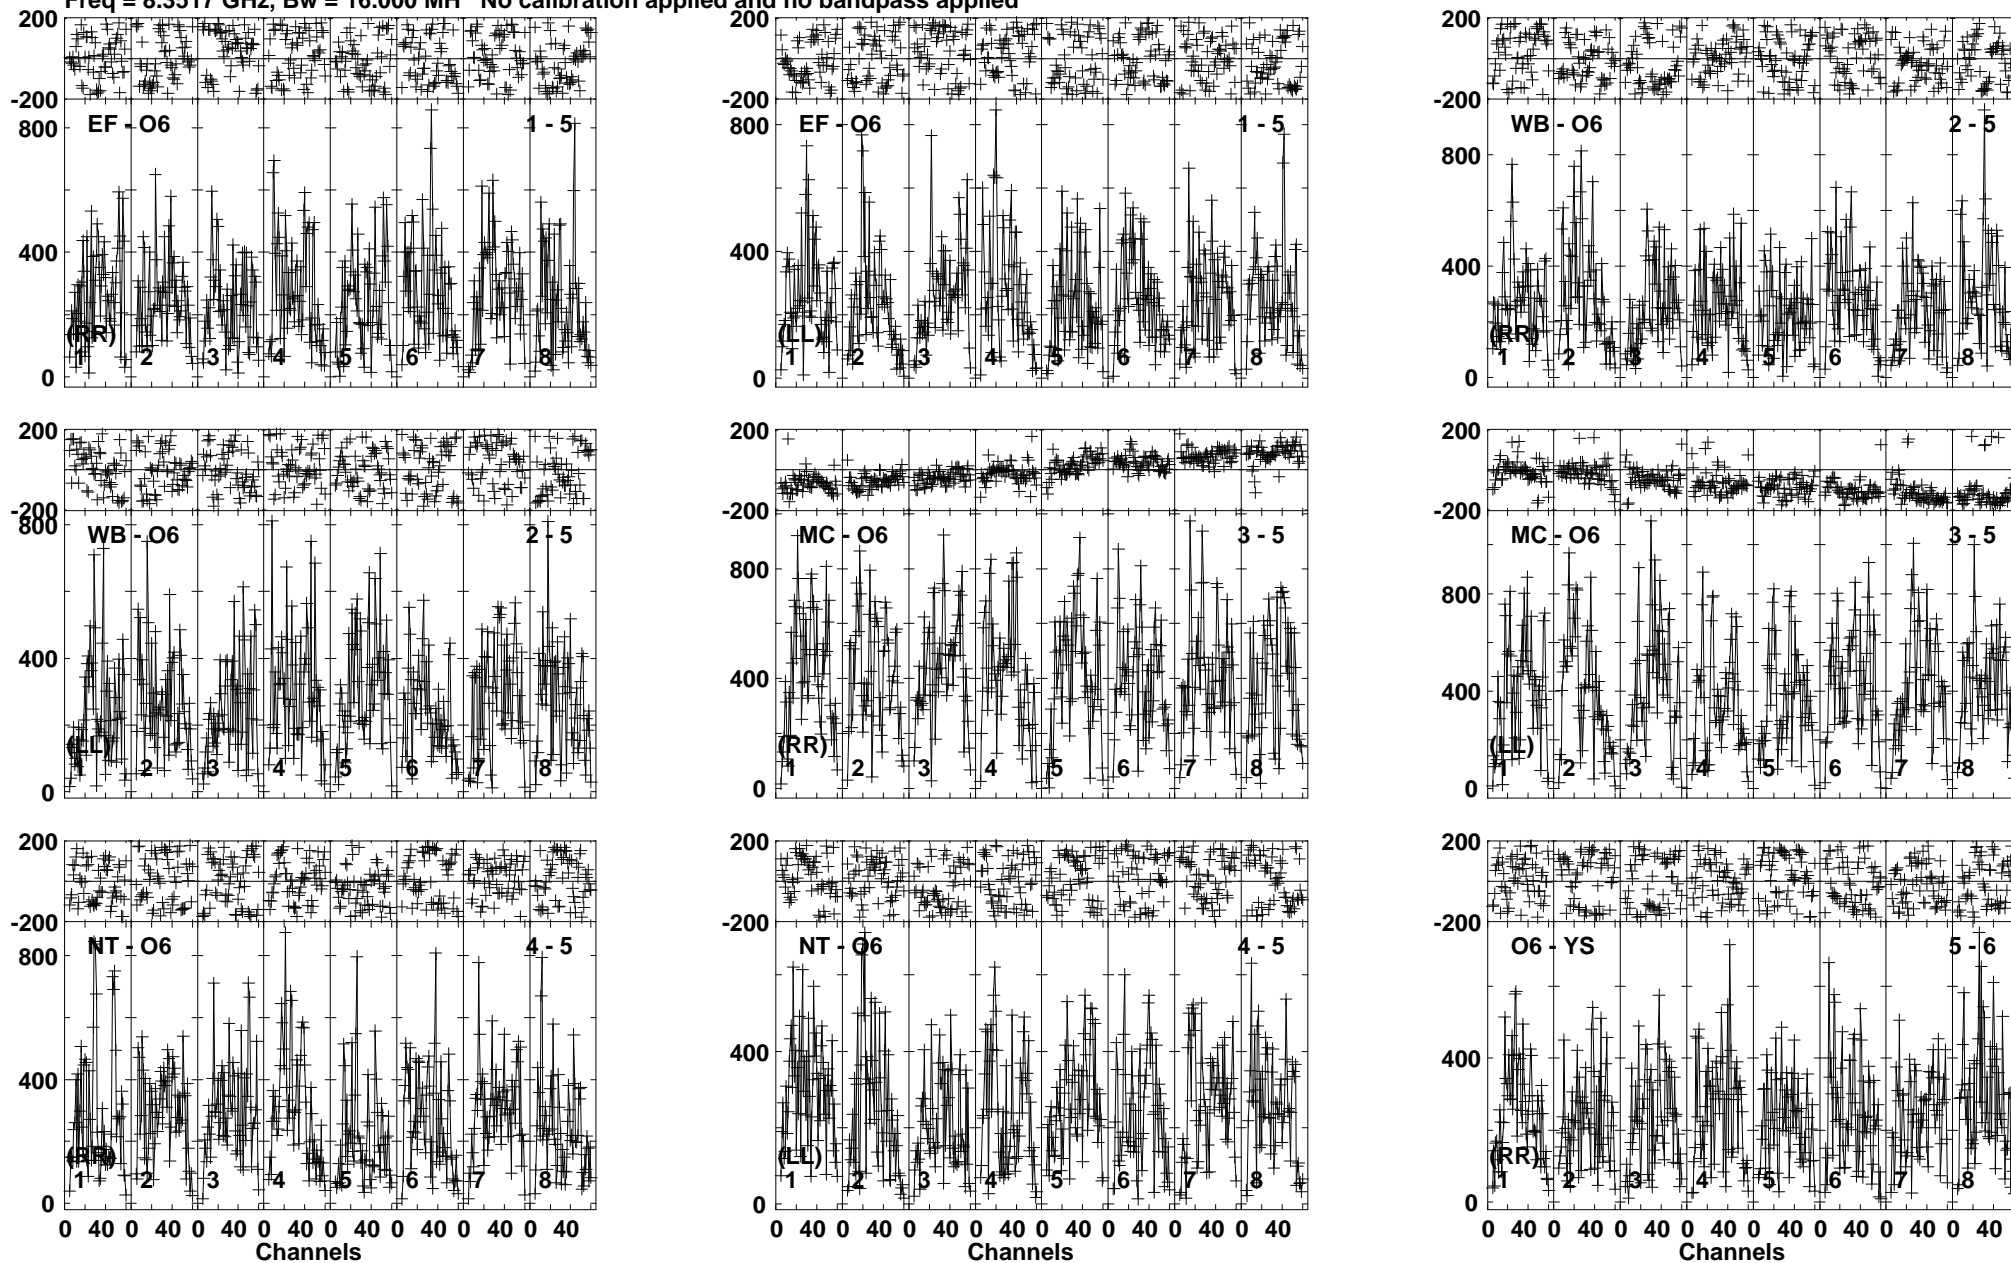 Freq = 8.3517 GHz, Bw = 16.000 MH No calibration applied and no bandpass applied
200 200 200
-200 -200 -200
EF - O6 1 - 5 EF - O6 1 - 5 WB - O6 2 - 5
800 800 800
400 400 400
(RR) (LL) (RR)
1 2 3 4 5 6 7 8 1 2 3 4 5 6 7 8 1 2 3 4 5 6 7 8
0 0 0
200 200 200
-200 -200 -200
WB - O6 2 - 5 MC - O6 3 - 5 MC - O6 3 - 5
800 800 800
400 400 400
(LL) (RR) (LL)
1 2 3 4 5 6 7 8 1 2 3 4 5 6 7 8 1 2 3 4 5 6 7 8
0 0 0
200 200 200
-200 -200 -200
NT - O6 4 - 5 NT - O6 4 - 5 O6 - YS 5 - 6
800
400 400 400
(RR) (LL) (RR)
1 2 3 4 5 6 7 8 1 2 3 4 5 6 7 8 1 2 3 4 5 6 7 8
0 0 0
0 40 0 40 0 40 0 40 0 40 0 40 0 40 0 40 0 40 0 40 0 40 0 40 0 40 0 40 0 40 0 40 0 40 0 40 0 40 0 40 0 40 0 40 0 40 0 40
Channels Channels